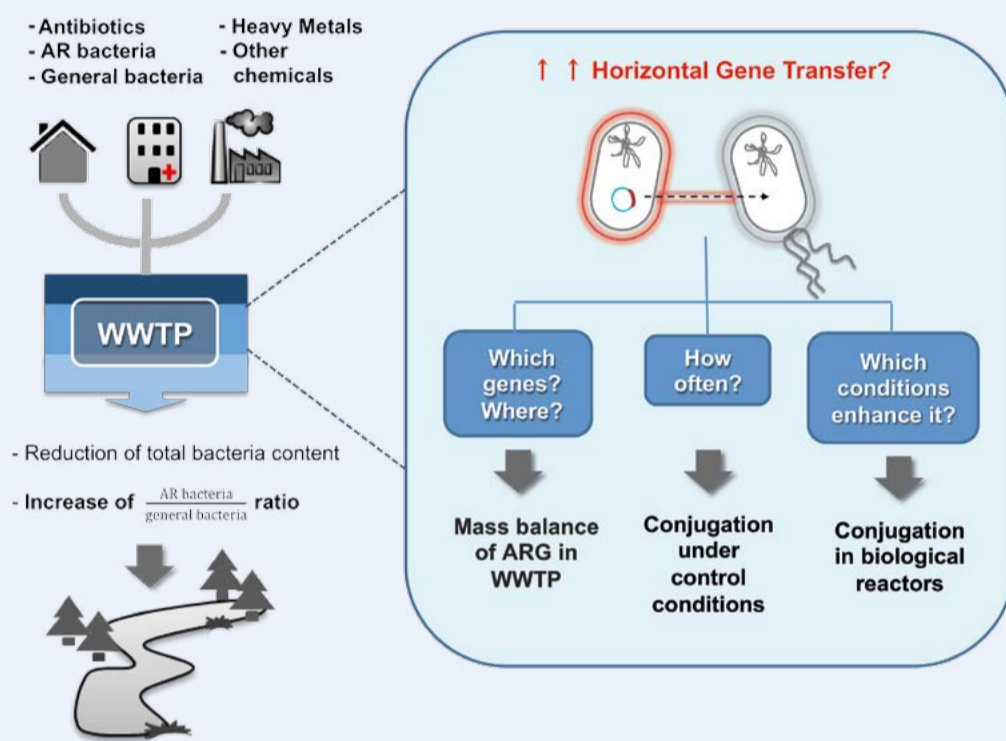 - Antibiotics
- AR bacteria
- General bacteria
- Heavy Metals
- Other
chemicals
WWTP
- Reduction of total bacteria content
- Increase of AR bacteria / general bacteria ratio
↑ ↑ Horizontal Gene Transfer?
Which
genes?
Where?
How
often?
Which
conditions
enhance it?
Mass balance
of ARG in
WWTP
Conjugation
under
control
conditions
Conjugation
in biological
reactors